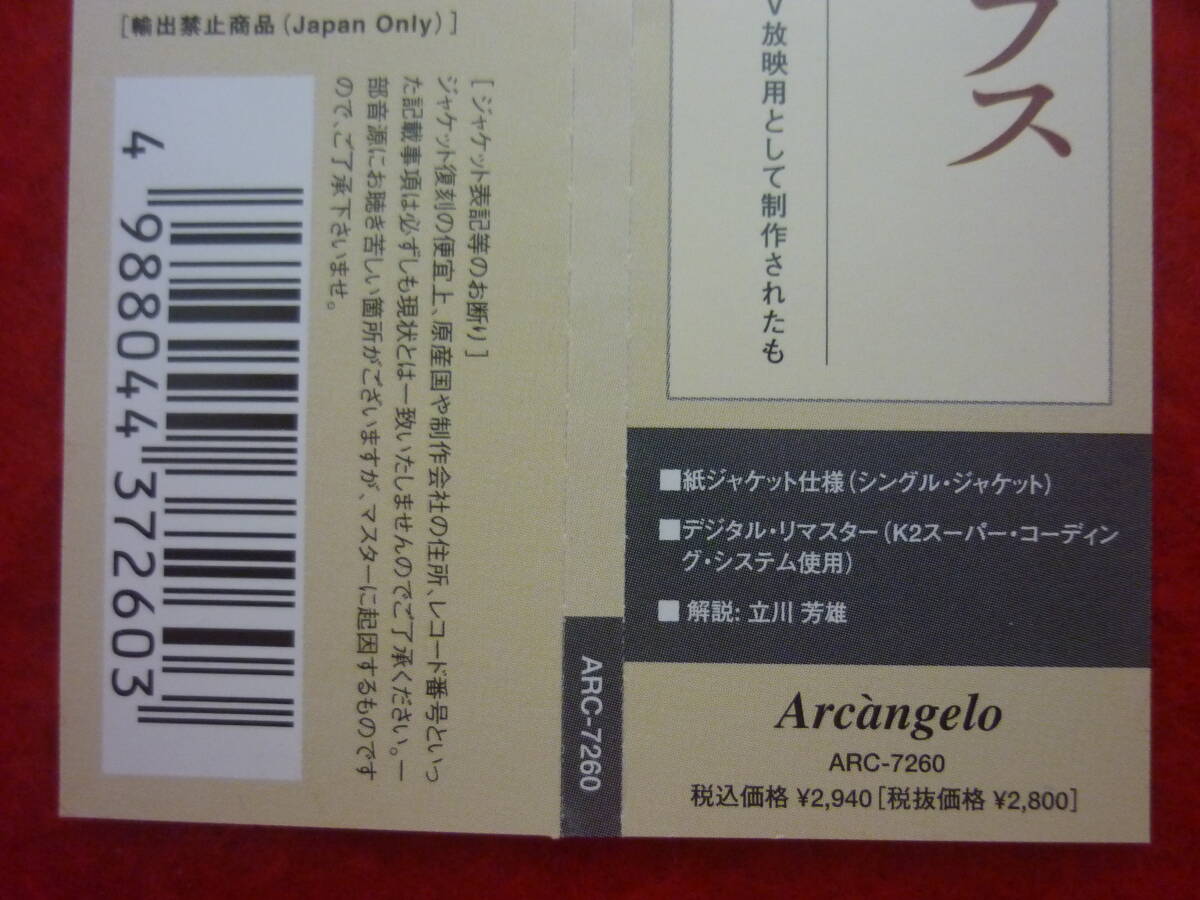 [輸出禁止商品(Japan Only)]
4 988044 372603
[ジャケット表記等のお断り]
ジャケット復刻の便宜上、原産国や制作会社の住所、レコード番号といっ
た記載事項は必ずしも現状とは一致いたしませんのでご了承ください。一
部音源にお聴き苦しい箇所がございますが、マスターに起因するものです
ので、ご了承下さいませ。
ARC-7260
フス
V放映用として制作されたも
■紙ジャケット仕様(シングル・ジャケット)
■デジタル・リマスター(K2スーパー・コーディン
グ・システム使用)
■ 解説: 立川 芳雄
Arcàngelo
ARC-7260
税込価格 ¥2,940[税抜価格 ¥2,800]